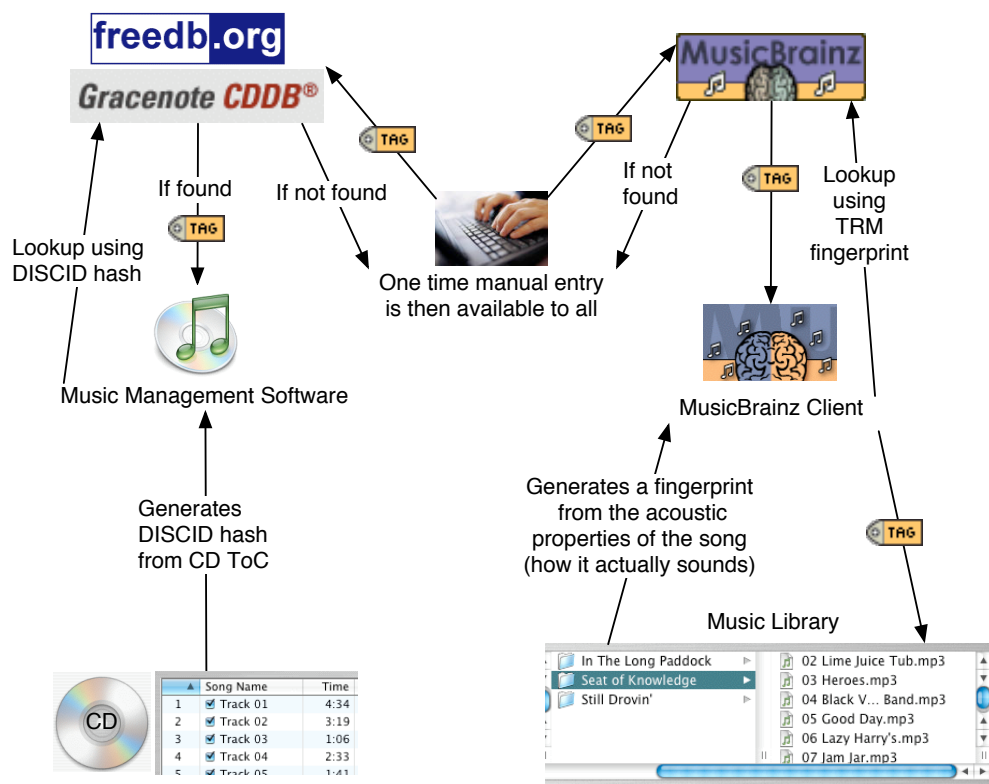 freedb.org
Gracenote CDDB®
MusicBrainz
TAG
TAG
If found
If not found
If not
found
TAG
Lookup
using
TRM
fingerprint
TAG
Lookup using
DISCID hash
One time manual entry
is then available to all
Music Management Software
MusicBrainz Client
Generates
DISCID hash
from CD ToC
Generates a fingerprint
from the acoustic
properties of the song
(how it actually sounds)
TAG
Music Library
CD
Song Name Time
1 Track 01 4:34
2 Track 02 3:19
3 Track 03 1:06
4 Track 04 2:33
5 Track 05 1:41
In The Long Paddock
Seat of Knowledge
Still Drovin'
02 Lime Juice Tub.mp3
03 Heroes.mp3
04 Black V... Band.mp3
05 Good Day.mp3
06 Lazy Harry's.mp3
07 Jam Jar.mp3